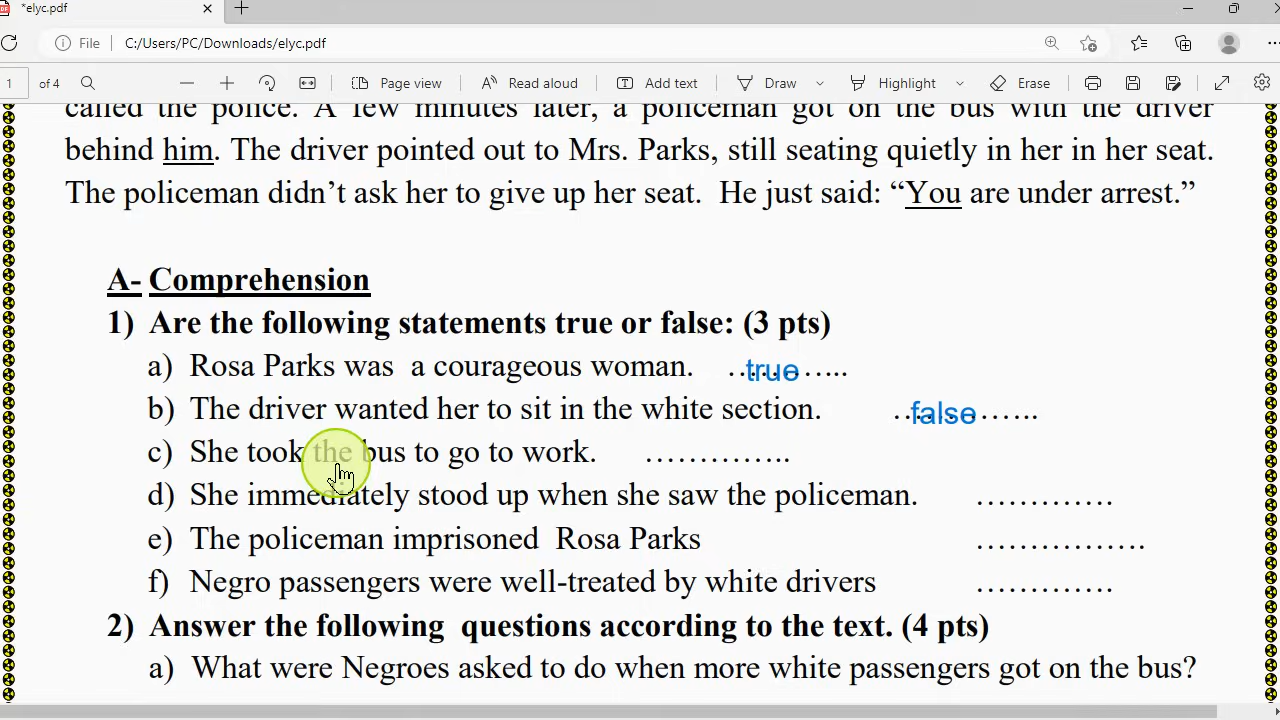 *elyc.pdf
File C:/Users/PC/Downloads/elyc.pdf
1 of 4 Page view Read aloud Add text Draw Highlight Erase
called the police. A few minutes later, a policeman got on the bus with the driver
behind him. The driver pointed out to Mrs. Parks, still seating quietly in her in her seat.
The policeman didn’t ask her to give up her seat. He just said: “You are under arrest.”
A- Comprehension
1) Are the following statements true or false: (3 pts)
a) Rosa Parks was a courageous woman. ……….. true
b) The driver wanted her to sit in the white section. ………….. false
c) She took the bus to go to work. …………..
d) She immediately stood up when she saw the policeman. ………….
e) The policeman imprisoned Rosa Parks …………….
f) Negro passengers were well-treated by white drivers ………….
2) Answer the following questions according to the text. (4 pts)
a) What were Negroes asked to do when more white passengers got on the bus?